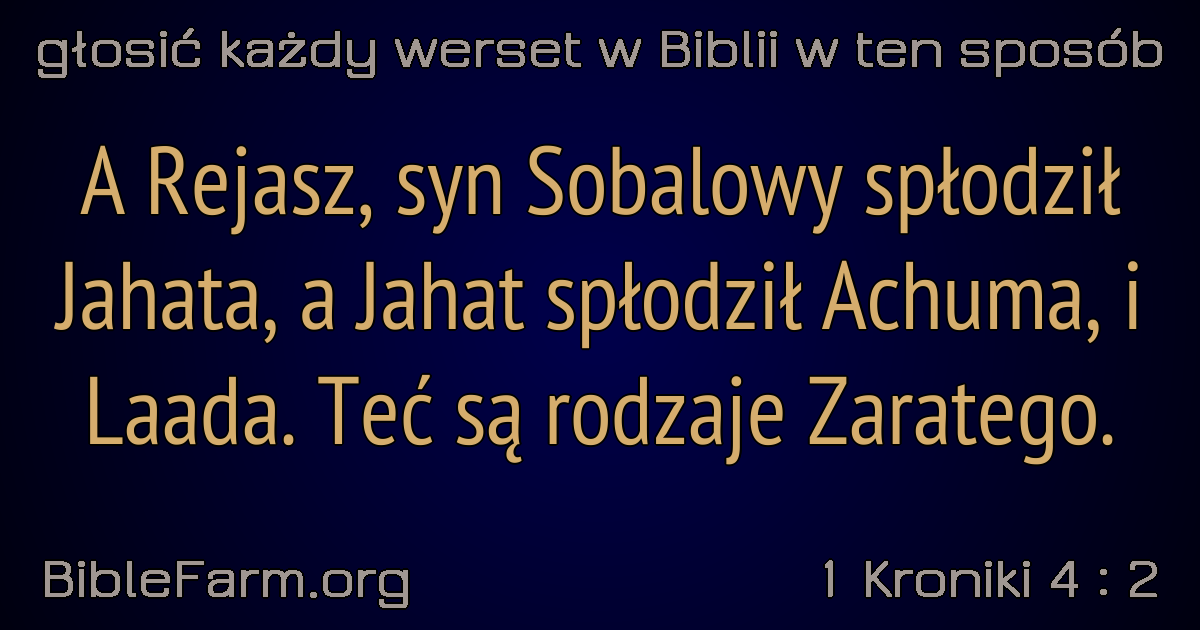 głosić każdy werset w Biblii w ten sposób
A Rejasz, syn Sobalowy spłodził
Jahata, a Jahat spłodził Achuma, i
Laada. Teć są rodzaje Zaratego.
BibleFarm.org
1 Kroniki 4 : 2